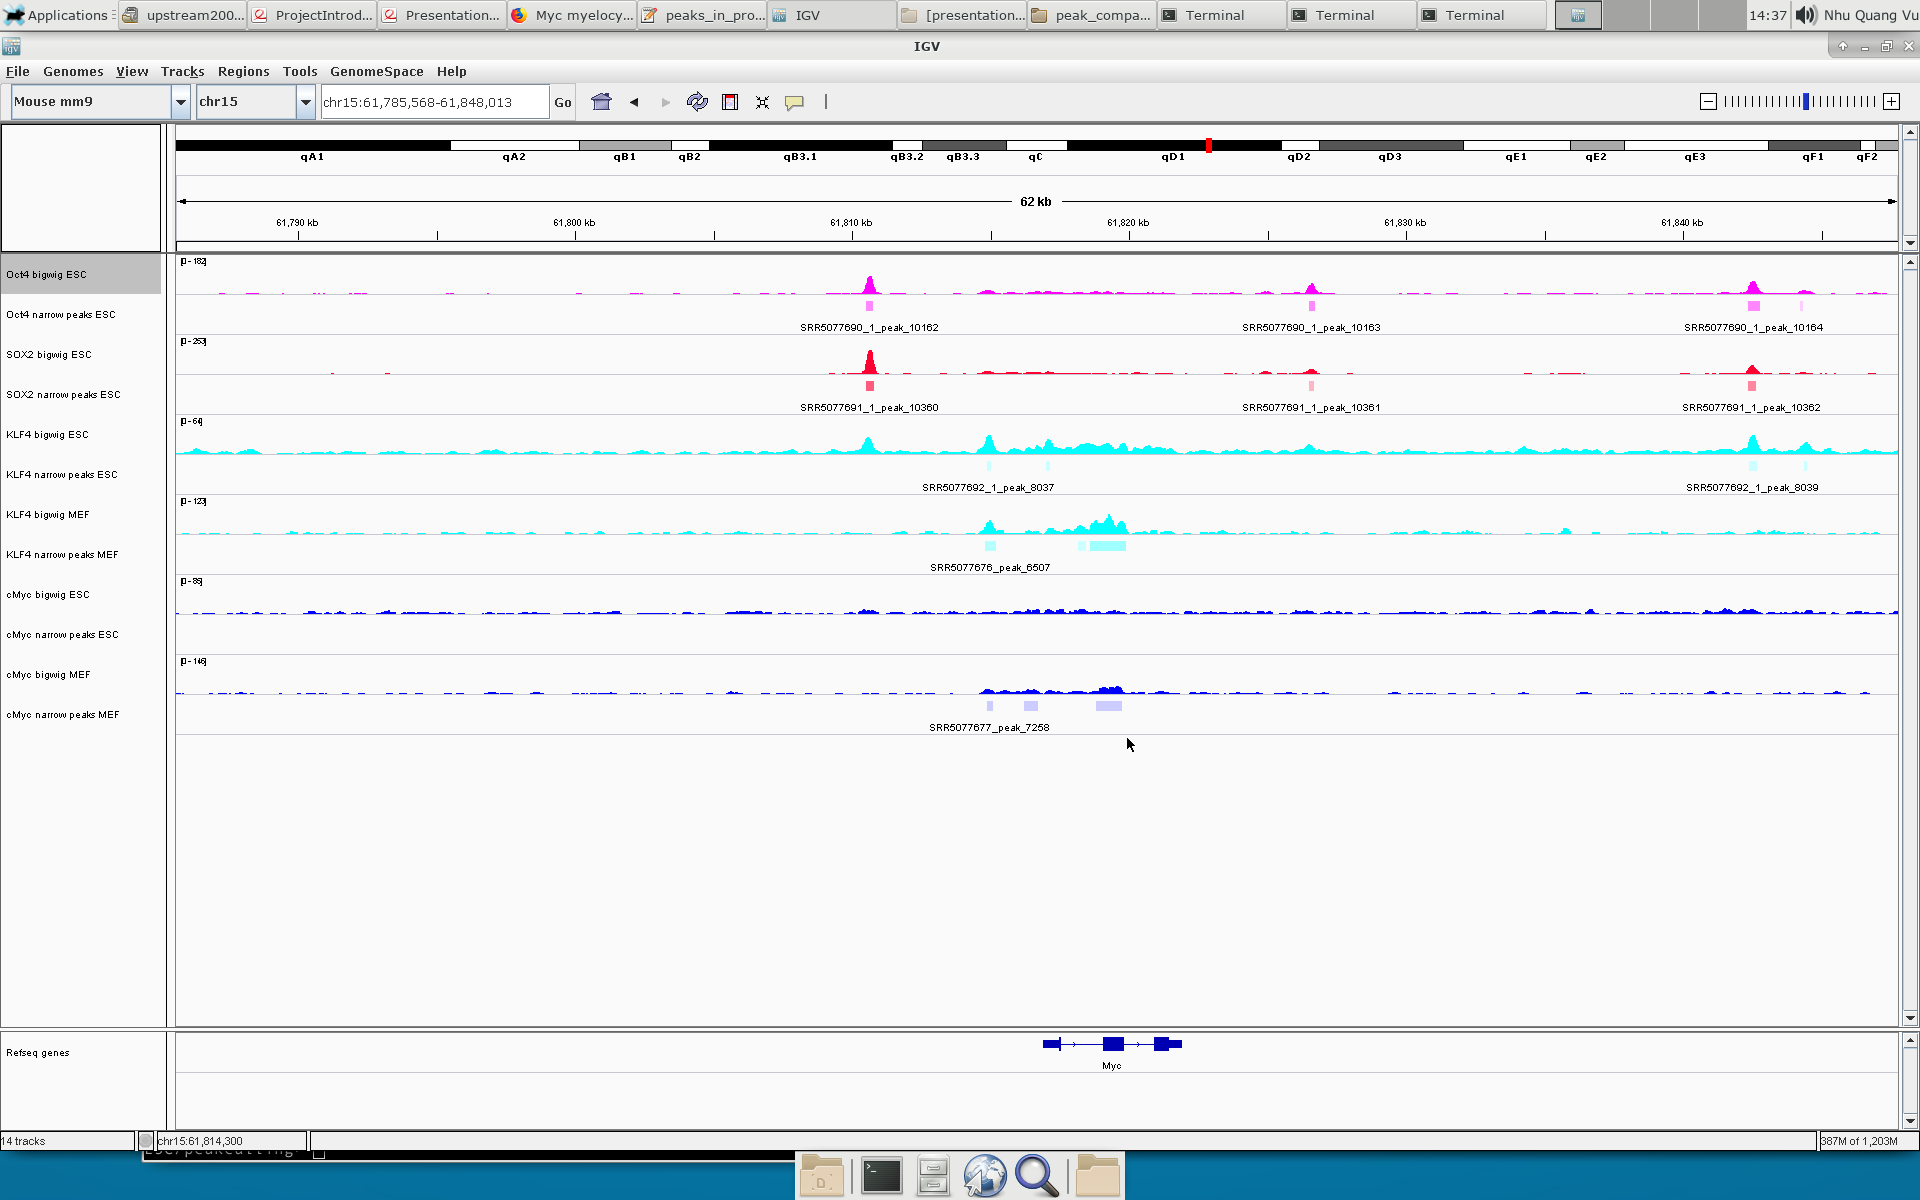 Applications upstream200... ProjectIntrod... Presentation... Myc myelocy... peaks_in_pro... IGV [presentation... peak_compa... Terminal Terminal Terminal 14:37 Nhu Quang Vu
IGV
File Genomes View Tracks Regions Tools GenomeSpace Help
Mouse mm9 chr15 chr15:61,785,568-61,848,013 Go
qA1 qA2 qB1 qB2 qB3.1 qB3.2 qB3.3 qC qD1 qD2 qD3 qE1 qE2 qE3 qF1 qF2
62 kb
61,790 kb 61,800 kb 61,810 kb 61,820 kb 61,830 kb 61,840 kb
[0 - 182]
Oct4 bigwig ESC
Oct4 narrow peaks ESC
SRR5077690_1_peak_10162 SRR5077690_1_peak_10163 SRR5077690_1_peak_10164
[0 - 253]
SOX2 bigwig ESC
SOX2 narrow peaks ESC
SRR5077691_1_peak_10360 SRR5077691_1_peak_10361 SRR5077691_1_peak_10362
[0 - 64]
KLF4 bigwig ESC
KLF4 narrow peaks ESC
SRR5077692_1_peak_8037 SRR5077692_1_peak_8039
[0 - 123]
KLF4 bigwig MEF
KLF4 narrow peaks MEF
SRR5077676_peak_6507
cMyc bigwig ESC
cMyc narrow peaks ESC
[0 - 146]
cMyc bigwig MEF
cMyc narrow peaks MEF
SRR5077677_peak_7258
Refseq genes
Myc
14 tracks chr15:61,814,300 387M of 1,203M